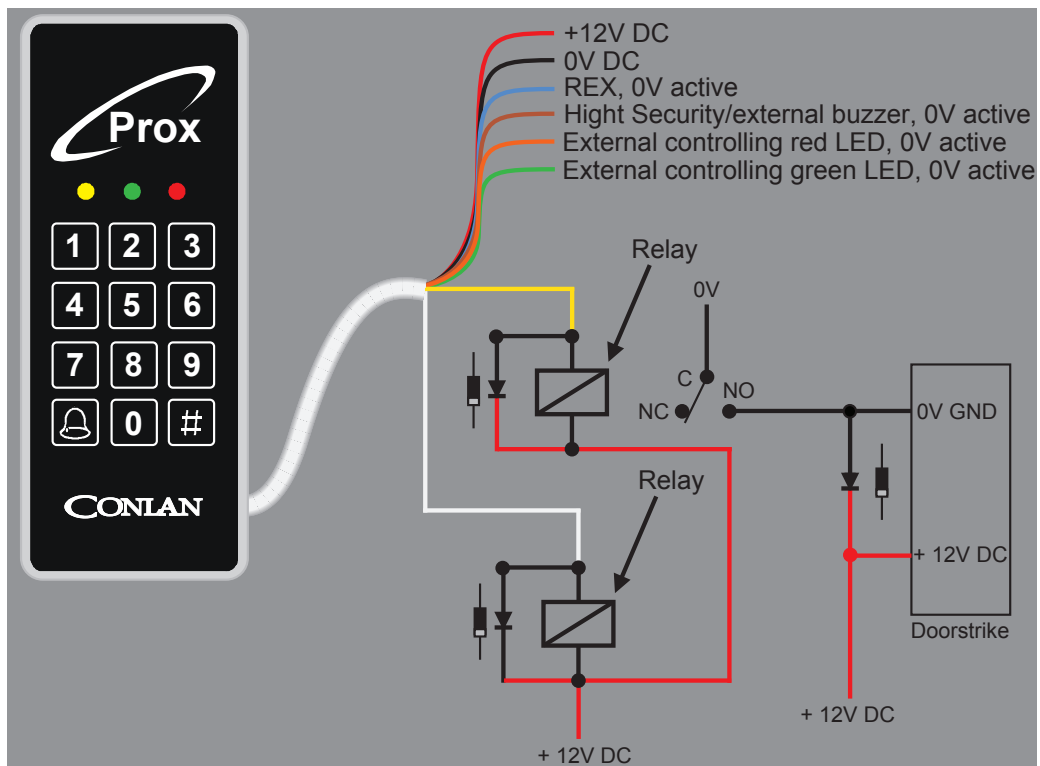 Prox
1 2 3
4 5 6
7 8 9
0 #
CONLAN
+12V DC
0V DC
REX, 0V active
Hight Security/external buzzer, 0V active
External controlling red LED, 0V active
External controlling green LED, 0V active
Relay
0V
C
NC
NO
0V GND
+ 12V DC
Doorstrike
+ 12V DC
Relay
+ 12V DC